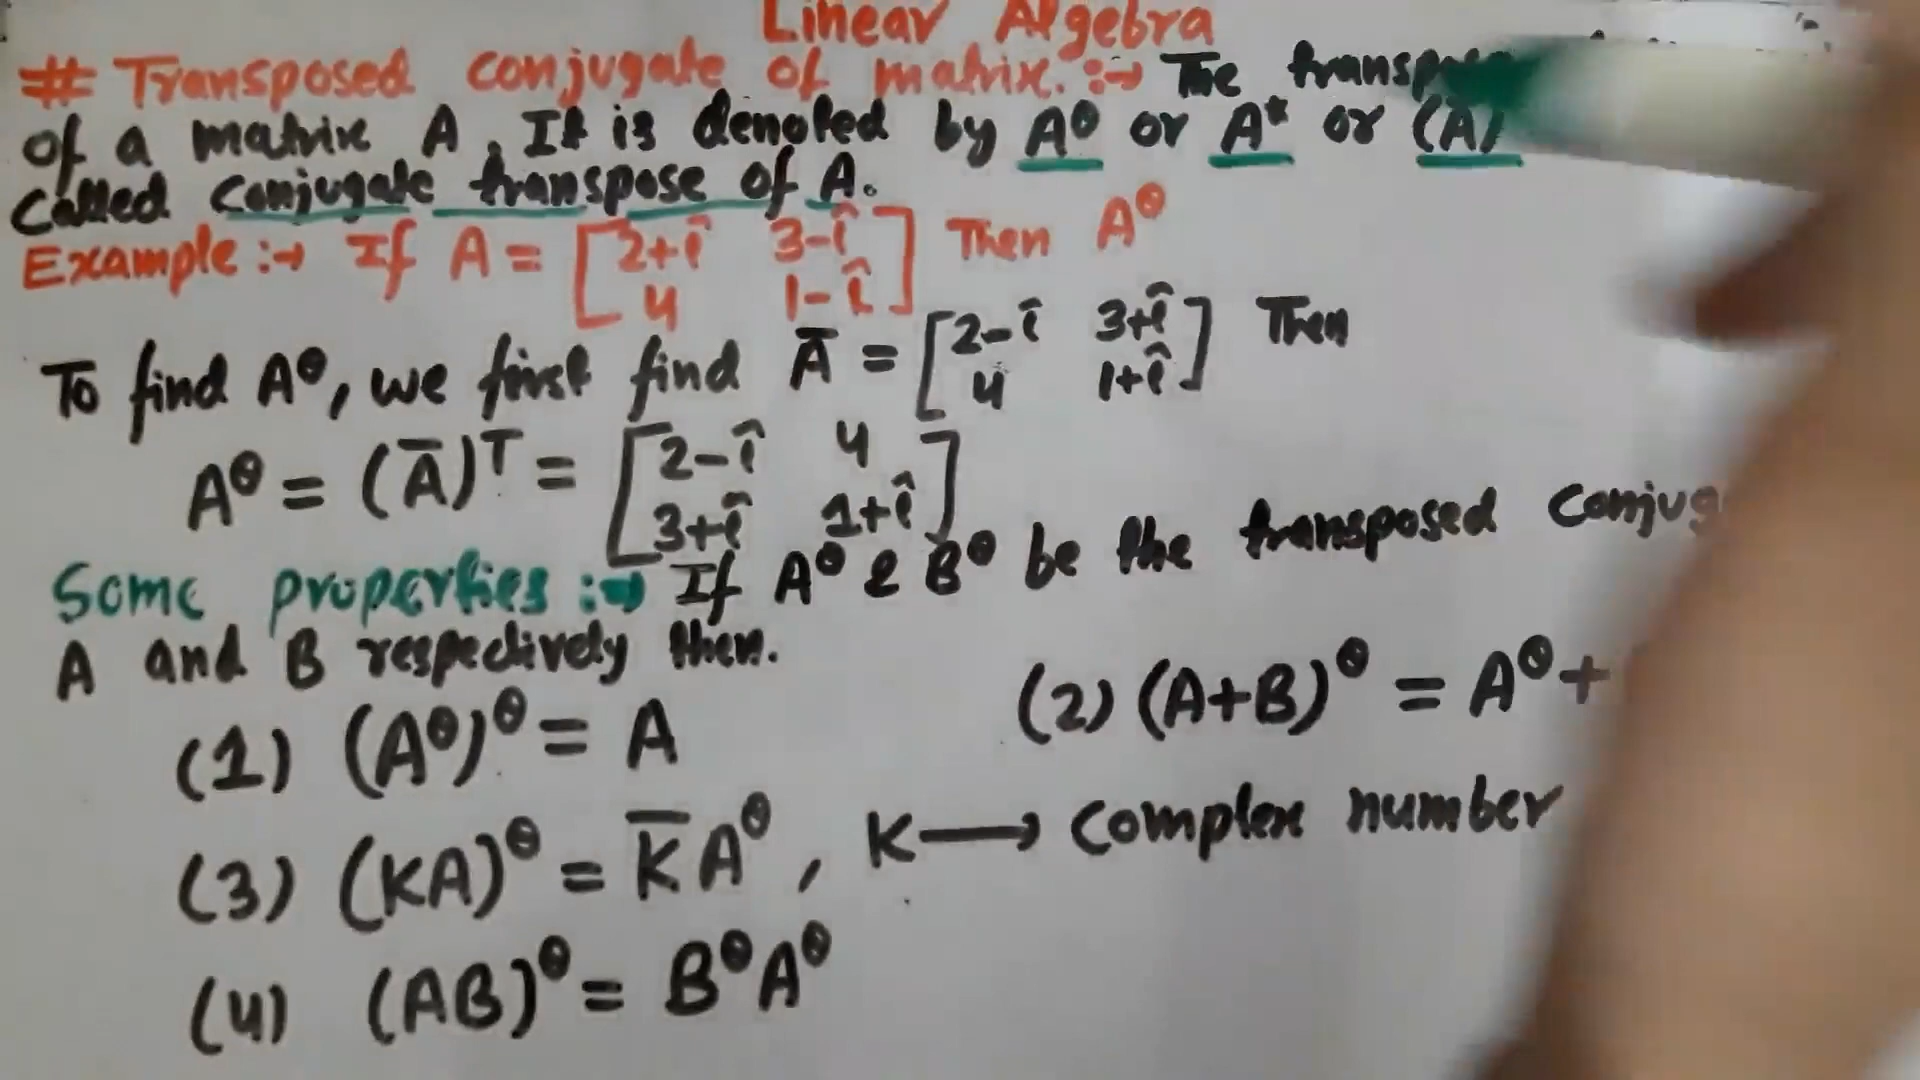 Linear Algebra
# Transposed conjugate of matrix. :→ The
of a matrix A. It is denoted by A^θ or A* or (Ā)
called conjugate transpose of A.
Example :→ If A = [2+i 3-i Then A^θ
4 1-i]
To find A^θ, we first find Ā = [2-i 3+i Then
4 1+i]
A^θ = (Ā)^T = [2-i 4
3+i 1+i]
Some properties :→ If A^θ & B^θ be the transposed
A and B respectively then.
(1) (A^θ)^θ = A
(2) (A+B)^θ = A^θ +
(3) (KA)^θ = K̄ A^θ , K → Complex number
(4) (AB)^θ = B^θ A^θ